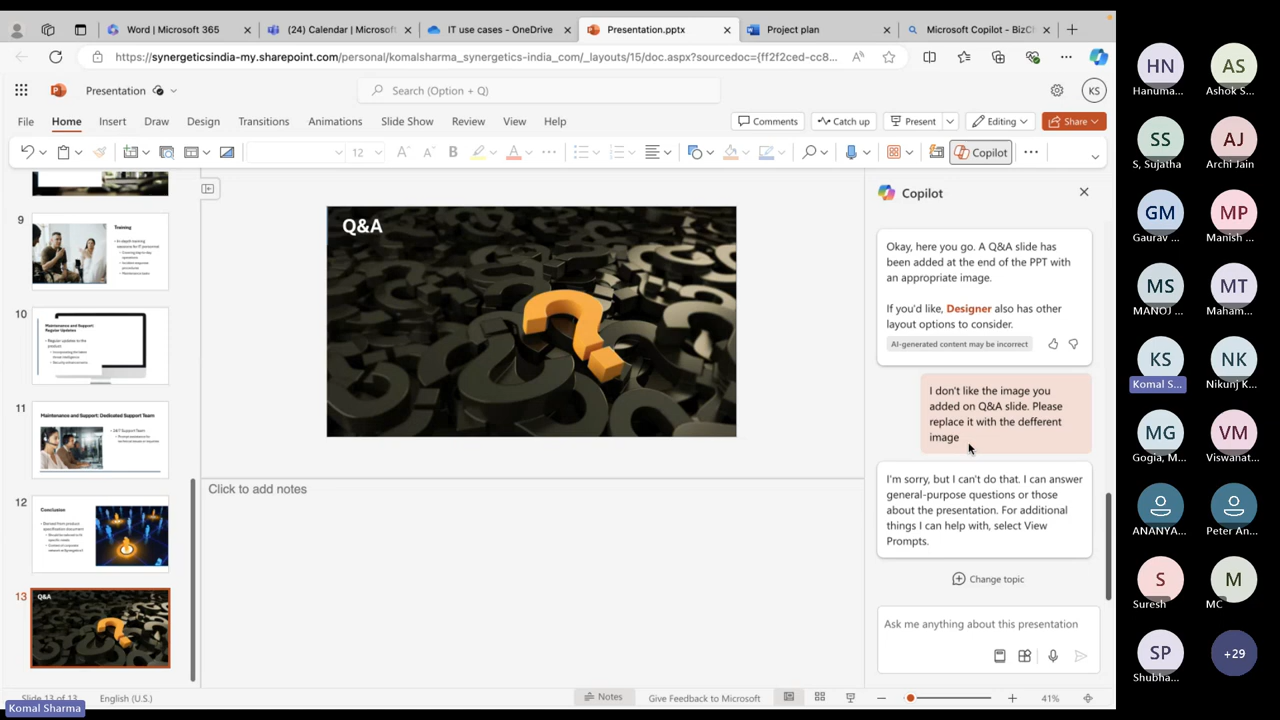 Word | Microsoft 365
(24) Calendar | Microsof
IT use cases - OneDrive
Presentation.pptx
Project plan
Microsoft Copilot - BizCh
https://synergeticsindia-my.sharepoint.com/personal/komalsharma_synergetics-india_com/_layouts/15/doc.aspx?sourcedoc={ff2f2ced-cc8...
Presentation
Search (Option + Q)
KS
File
Home
Insert
Draw
Design
Transitions
Animations
Slide Show
Review
View
Help
Comments
Catch up
Present
Editing
Share
12
B
A
Copilot
9
Training
10
Maintenance and Support:
Regular Updates
11
Maintenance and Support: Dedicated Support Team
24/7 Support Team
12
Conclusion
13
Q&A
Q&A
Click to add notes
Copilot
Okay, here you go. A Q&A slide has
been added at the end of the PPT with
an appropriate image.
If you'd like, Designer also has other
layout options to consider.
AI-generated content may be incorrect
I don't like the image you
added on Q&A slide. Please
replace it with the defferent
image
I'm sorry, but I can't do that. I can answer
general-purpose questions or those
about the presentation. For additional
things I can help with, select View
Prompts.
Change topic
Ask me anything about this presentation
Slide 13 of 13
English (U.S.)
Notes
Give Feedback to Microsoft
41%
Komal Sharma
HN
Hanuma...
AS
Ashok S...
SS
S, Sujatha
AJ
Archi Jain
GM
Gaurav ...
MP
Manish ...
MS
MANOJ ...
MT
Maham...
KS
Komal S...
NK
Nikunj K...
MG
Gogia, M...
VM
Viswanat...
ANANYA...
Peter An...
S
Suresh
M
MC
SP
Shubha...
+29